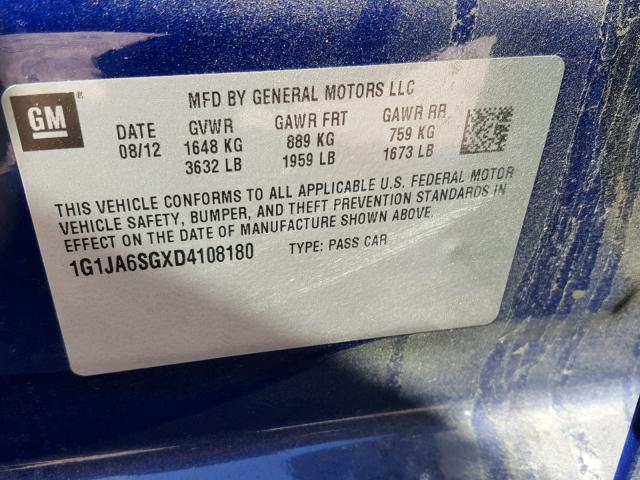 MFD BY GENERAL MOTORS LLC
GM
DATE GVWR GAWR FRT GAWR RR
08/12 1648 KG 889 KG 759 KG
3632 LB 1959 LB 1673 LB
THIS VEHICLE CONFORMS TO ALL APPLICABLE U.S. FEDERAL MOTOR
VEHICLE SAFETY, BUMPER, AND THEFT PREVENTION STANDARDS IN
EFFECT ON THE DATE OF MANUFACTURE SHOWN ABOVE.
1G1JA6SGXD4108180 TYPE: PASS CAR